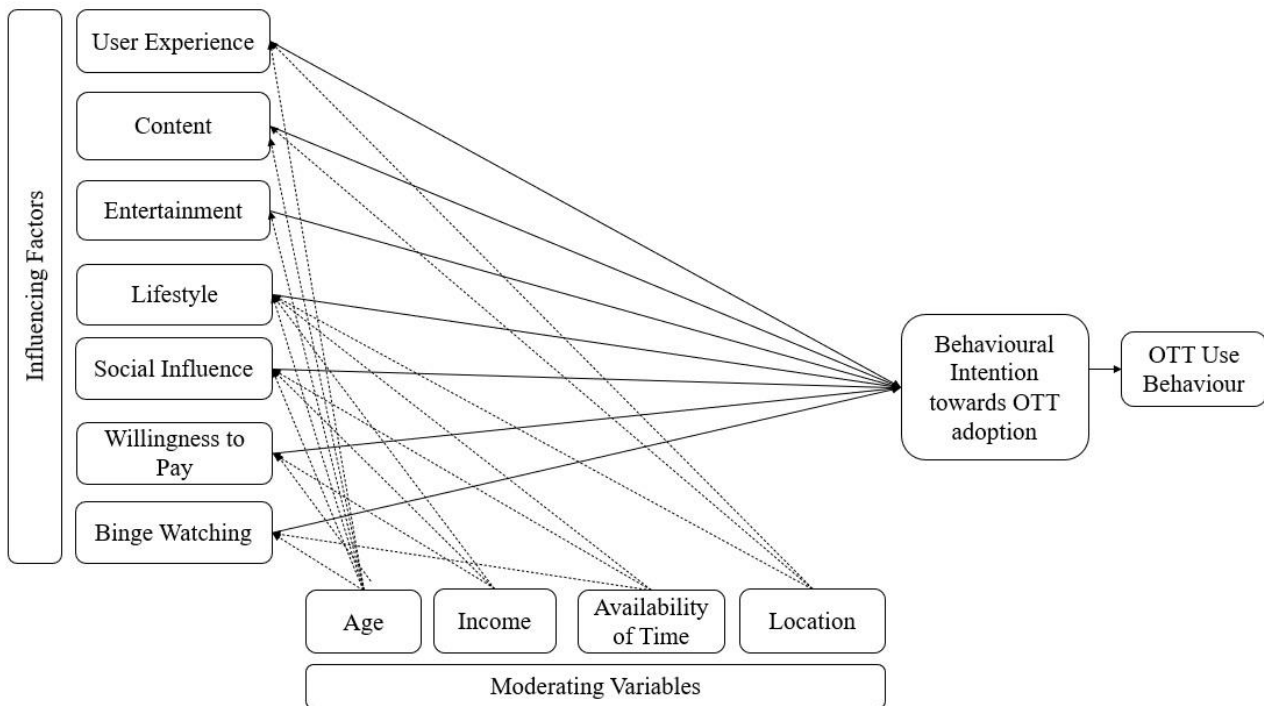 Influencing Factors
User Experience
Content
Entertainment
Lifestyle
Social Influence
Willingness to
Pay
Binge Watching
Behavioural
Intention
towards OTT
adoption
OTT Use
Behaviour
Age
Income
Availability
of Time
Location
Moderating Variables